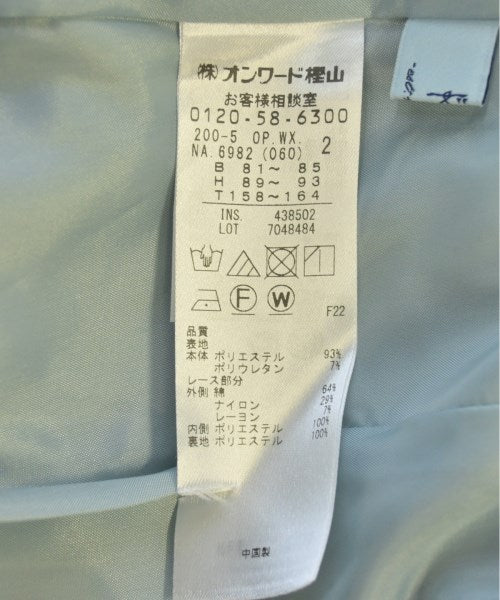 (株)オンワード樫山
お客様相談室
0120-58-6300
200-5 OP.WX.
NA.6982 (060) 2
B 81～ 85
H 89～ 93
T158～164
INS. 438502
LOT 7048484
F W
F22
品質
表地
本体 ポリエステル 93%
ポリウレタン 7%
レース部分
外側 綿 64%
ナイロン 29%
レーヨン 7%
内側 ポリエステル 100%
裏地 ポリエステル 100%
中国製